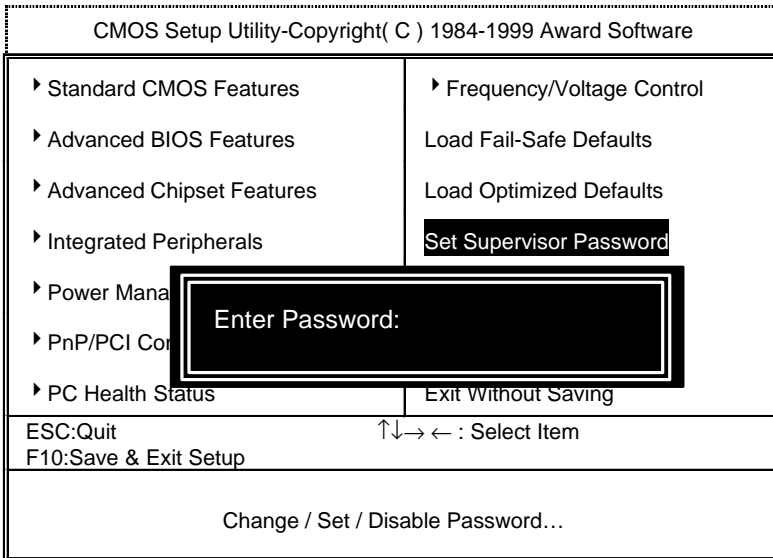 CMOS Setup Utility-Copyright( C ) 1984-1999 Award Software
Standard CMOS Features
Advanced BIOS Features
Advanced Chipset Features
Integrated Peripherals
Power Mana
PnP/PCI Con
PC Health Status
Frequency/Voltage Control
Load Fail-Safe Defaults
Load Optimized Defaults
Set Supervisor Password
Enter Password:
Exit Without Saving
ESC:Quit ↑↓→ ← : Select Item
F10:Save & Exit Setup
Change / Set / Disable Password…